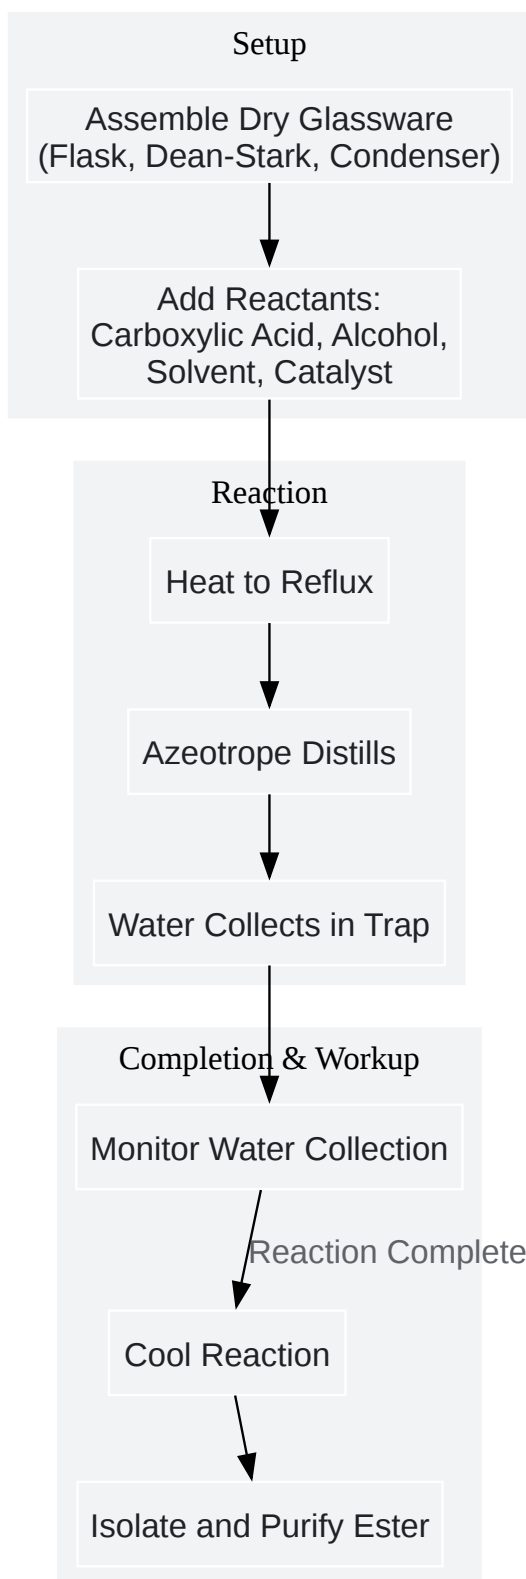 Setup
Assemble Dry Glassware
(Flask, Dean-Stark, Condenser)
Add Reactants:
Carboxylic Acid, Alcohol,
Solvent, Catalyst
Reaction
Heat to Reflux
Azeotrope Distills
Water Collects in Trap
Completion & Workup
Monitor Water Collection
Reaction Complete
Cool Reaction
Isolate and Purify Ester